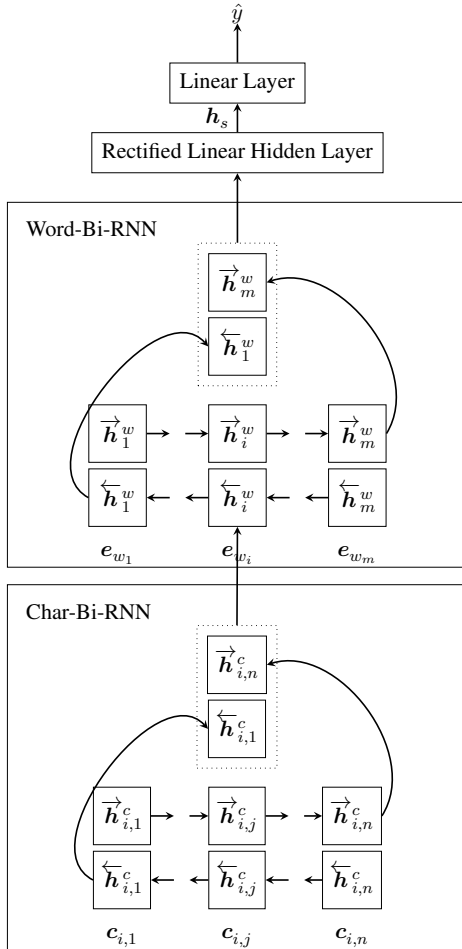 ŷ
Linear Layer
h_s
Rectified Linear Hidden Layer
Word-Bi-RNN
→h^w_m
←h^w_1
→h^w_1 →h^w_i →h^w_m
←h^w_1 ←h^w_i ←h^w_m
e_{w_1} e_{w_i} e_{w_m}
Char-Bi-RNN
→h^c_{i,n}
←h^c_{i,1}
→h^c_{i,1} →h^c_{i,j} →h^c_{i,n}
←h^c_{i,1} ←h^c_{i,j} ←h^c_{i,n}
c_{i,1} c_{i,j} c_{i,n}